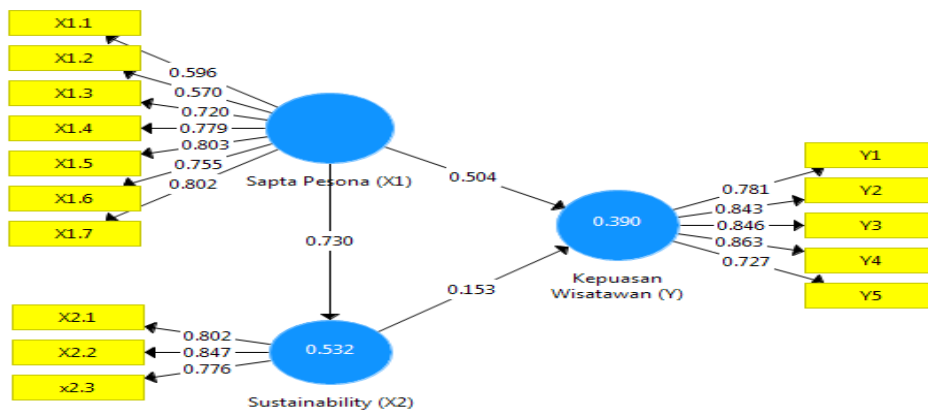 X1.1
X1.2
X1.3
X1.4
X1.5
X1.6
X1.7
0.596
0.570
0.720
0.779
0.803
0.755
0.802
Sapta Pesona (X1)
0.504
0.730
0.390
Kepuasan
Wisatawan (Y)
0.153
0.781
0.843
0.846
0.863
0.727
Y1
Y2
Y3
Y4
Y5
X2.1
X2.2
x2.3
0.802
0.847
0.776
0.532
Sustainability (X2)